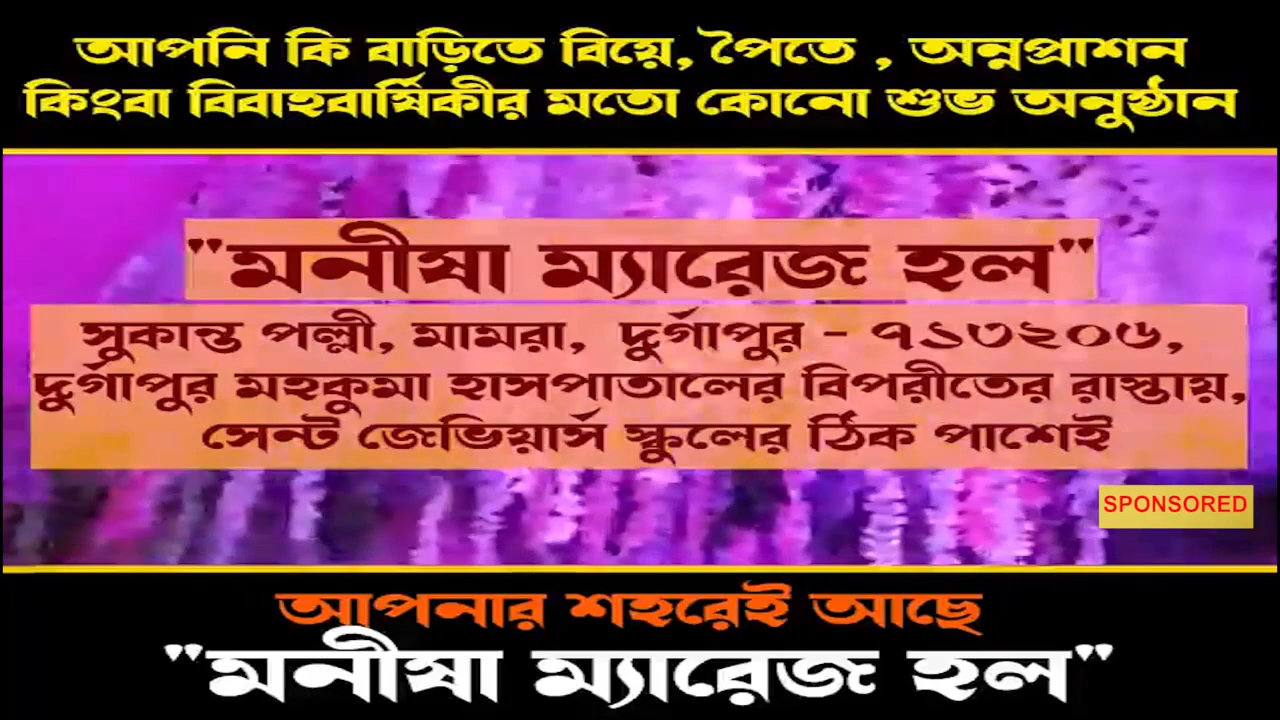 আপনি কি বাড়িতে বিয়ে, পৈতে , অন্নপ্রাশন
কিংবা বিবাহবার্ষিকীর মতো কোনো শুভ অনুষ্ঠান
"মনীষা ম্যারেজ হল"
সুকান্ত পল্লী, মামরা, দুর্গাপুর - ৭১৩২০৬,
দুর্গাপুর মহকুমা হাসপাতালের বিপরীতের রাস্তায়,
সেন্ট জেভিয়ার্স স্কুলের ঠিক পাশেই
SPONSORED
আপনার শহরেই আছে
"মনীষা ম্যারেজ হল"